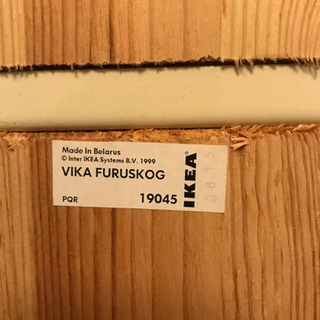 Made In Belarus
© Inter IKEA Systems B.V. 1999
VIKA FURUSKOG
PQR 19045
IKEA